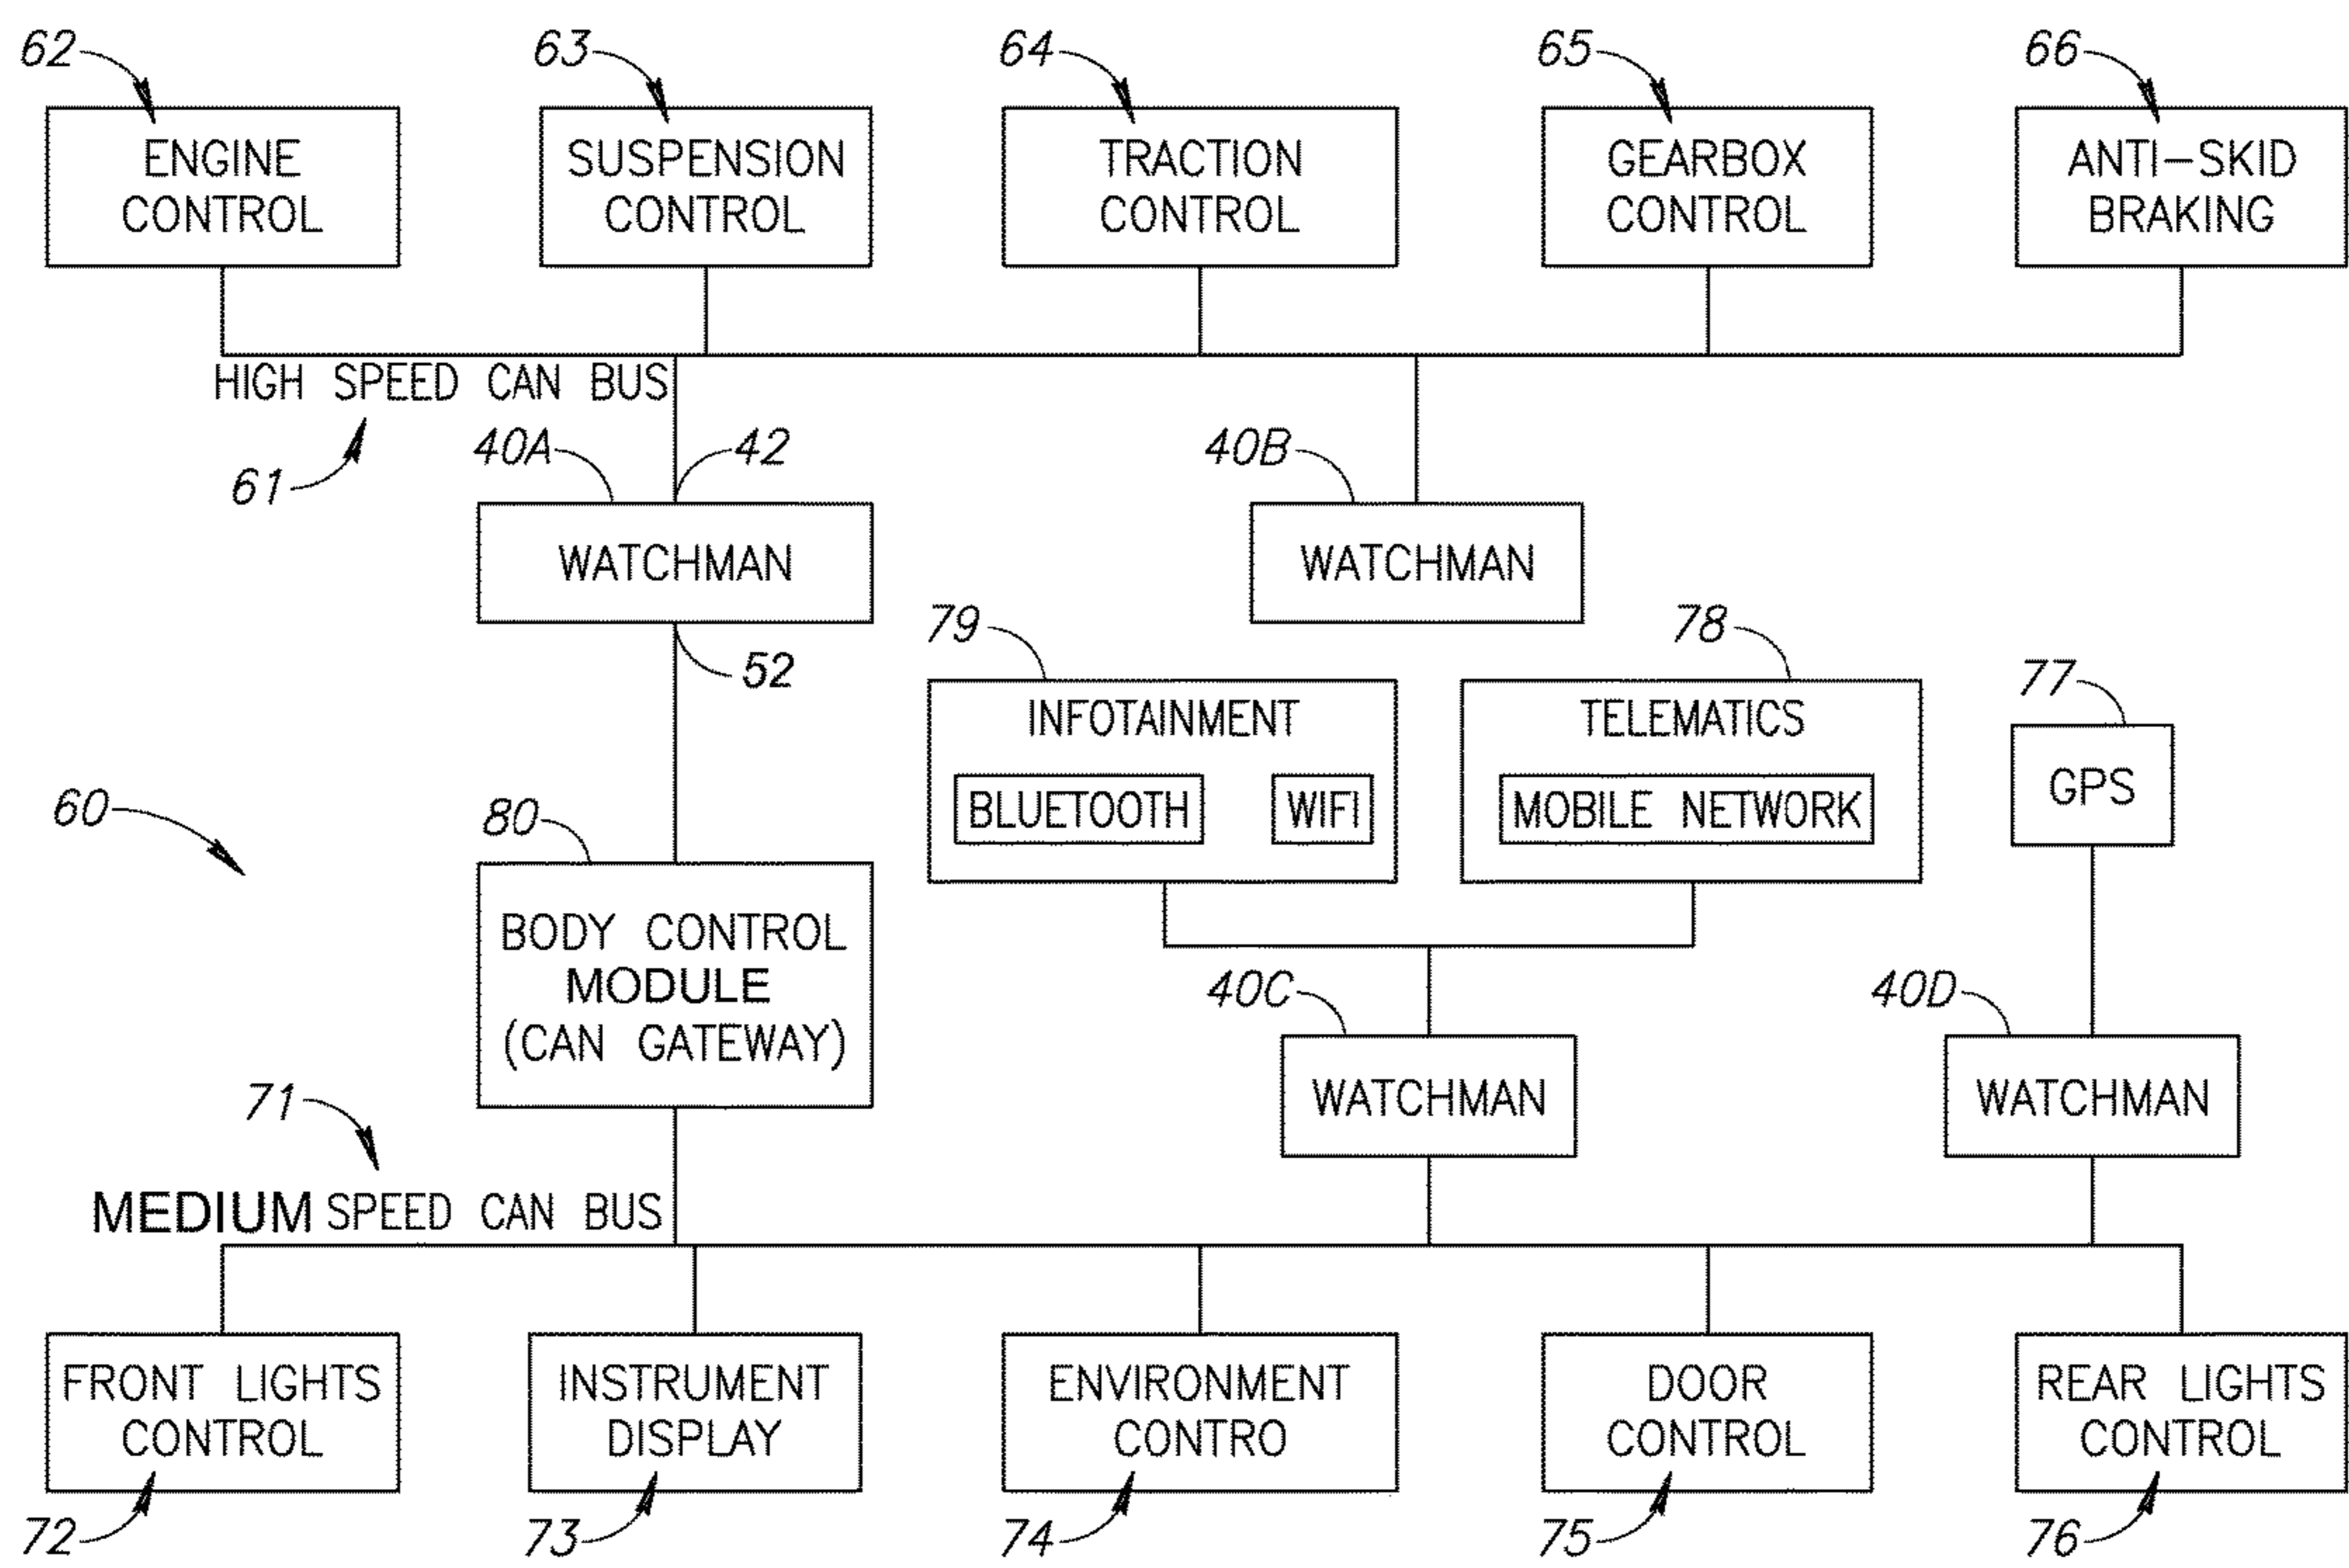 62
63
64
65
66
ENGINE
CONTROL
SUSPENSION
CONTROL
TRACTION
CONTROL
GEARBOX
CONTROL
ANTI-SKID
BRAKING
HIGH SPEED CAN BUS
61
40A
42
40B
WATCHMAN
WATCHMAN
52
79
78
77
INFOTAINMENT
BLUETOOTH
WIFI
TELEMATICS
MOBILE NETWORK
GPS
60
80
BODY CONTROL
MODULE
(CAN GATEWAY)
40C
40D
WATCHMAN
WATCHMAN
71
MEDIUM SPEED CAN BUS
FRONT LIGHTS
CONTROL
INSTRUMENT
DISPLAY
ENVIRONMENT
CONTRO
DOOR
CONTROL
REAR LIGHTS
CONTROL
72
73
74
75
76